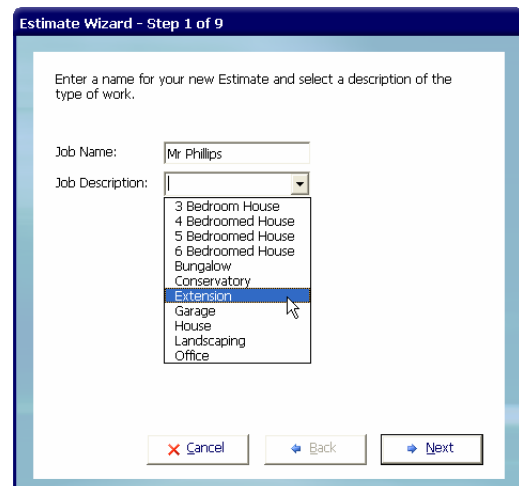 Estimate Wizard - Step 1 of 9
Enter a name for your new Estimate and select a description of the
type of work.
Job Name: Mr Phillips
Job Description:
3 Bedroom House
4 Bedroomed House
5 Bedroomed House
6 Bedroomed House
Bungalow
Conservatory
Extension
Garage
House
Landscaping
Office
Cancel Back Next